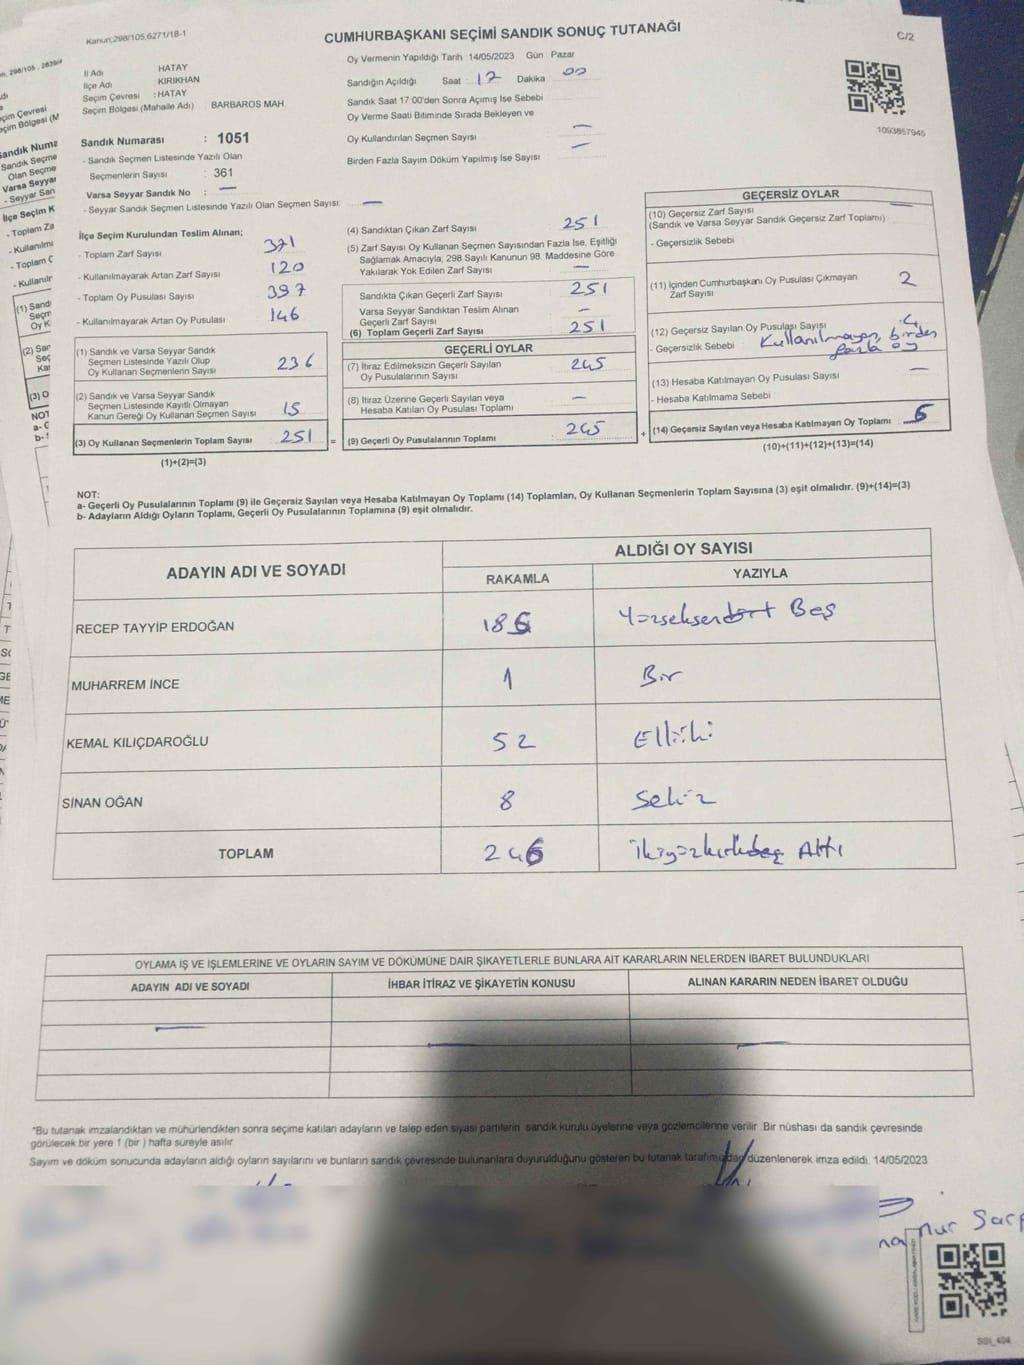 Kanun;298/105,6271/18-1
CUMHURBAŞKANI SEÇİMİ SANDIK SONUÇ TUTANAĞI
C/2
İl Adı HATAY
İlçe Adı KIRIKHAN
Seçim Çevresi : HATAY
Seçim Bölgesi (Mahalle Adı) BARBAROS MAH.
Oy Vermenin Yapıldığı Tarih : 14/05/2023 Gün : Pazar
Sandığın Açıldığı Saat : 17 Dakika : 00
Sandık Saat 17:00'den Sonra Açımış İse Sebebi
Oy Verme Saati Bitiminde Sırada Bekleyen ve
Oy Kullandırılan Seçmen Sayısı —
Birden Fazla Sayım Döküm Yapılmış İse Sayısı —
1093857945
Sandık Numarası : 1051
- Sandık Seçmen Listesinde Yazılı Olan
Seçmenlerin Sayısı : 361
Varsa Seyyar Sandık No : —
- Seyyar Sandık Seçmen Listesinde Yazılı Olan Seçmen Sayısı: —
İlçe Seçim Kurulundan Teslim Alınan;
- Toplam Zarf Sayısı 371
- Kullanılmayarak Artan Zarf Sayısı 120
- Toplam Oy Pusulası Sayısı 397
- Kullanılmayarak Artan Oy Pusulası 146
(1) Sandık ve Varsa Seyyar Sandık
Seçmen Listesinde Yazılı Olup
Oy Kullanan Seçmenlerin Sayısı 236
(2) Sandık ve Varsa Seyyar Sandık
Seçmen Listesinde Kayıtlı Olmayan
Kanun Gereği Oy Kullanan Seçmen Sayısı 15
(3) Oy Kullanan Seçmenlerin Toplam Sayısı 251 =
(1)+(2)=(3)
(4) Sandıktan Çıkan Zarf Sayısı 251
(5) Zarf Sayısı Oy Kullanan Seçmen Sayısından Fazla İse, Eşitliği
Sağlamak Amacıyla; 298 Sayılı Kanunun 98. Maddesine Göre
Yakılarak Yok Edilen Zarf Sayısı —
Sandıkta Çıkan Geçerli Zarf Sayısı 251
Varsa Seyyar Sandıktan Teslim Alınan
Geçerli Zarf Sayısı —
(6) Toplam Geçerli Zarf Sayısı 251
GEÇERLİ OYLAR
(7) İtiraz Edilmeksizin Geçerli Sayılan
Oy Pusulalarının Sayısı 245
(8) İtiraz Üzerine Geçerli Sayılan veya
Hesaba Katılan Oy Pusulası Toplamı —
(9) Geçerli Oy Pusulalarının Toplamı : 245 +
GEÇERSİZ OYLAR
(10) Geçersiz Zarf Sayısı
(Sandık ve Varsa Seyyar Sandık Geçersiz Zarf Toplamı) —
- Geçersizlik Sebebi
(11) İçinden Cumhurbaşkanı Oy Pusulası Çıkmayan
Zarf Sayısı 2
(12) Geçersiz Sayılan Oy Pusulası Sayısı : 4
- Geçersizlik Sebebi Kullanılmayan, birden
fazla oy
(13) Hesaba Katılmayan Oy Pusulası Sayısı —
- Hesaba Katılmama Sebebi
(14) Geçersiz Sayılan veya Hesaba Katılmayan Oy Toplamı
(10)+(11)+(12)+(13)=(14)
NOT:
a- Geçerli Oy Pusulalarının Toplamı (9) ile Geçersiz Sayılan veya Hesaba Katılmayan Oy Toplamı (14) Toplamları, Oy Kullanan Seçmenlerin Toplam Sayısına (3) eşit olmalıdır. (9)+(14)=(3)
b- Adayların Aldığı Oyların Toplamı, Geçerli Oy Pusulalarının Toplamına (9) eşit olmalıdır.
ADAYIN ADI VE SOYADI
ALDIĞI OY SAYISI
RAKAMLA YAZIYLA
RECEP TAYYİP ERDOĞAN Yüzseksendört Beş
MUHARREM İNCE 1 Bir
KEMAL KILIÇDAROĞLU 52 Elliiki
SİNAN OĞAN 8 Sekiz
TOPLAM 246 İkiyüzkırkbeş Altı
OYLAMA İŞ VE İŞLEMLERİNE VE OYLARIN SAYIM VE DÖKÜMÜNE DAİR ŞİKAYETLERLE BUNLARA AİT KARARLARIN NELERDEN İBARET BULUNDUKLARI
ADAYIN ADI VE SOYADI İHBAR İTİRAZ VE ŞİKAYETİN KONUSU ALINAN KARARIN NEDEN İBARET OLDUĞU
— — —
*Bu tutanak imzalandıktan ve mühürlendikten sonra seçime katılan adayların ve talep eden siyasi partilerin sandık kurulu üyelerine veya gözlemcilerine verilir. Bir nüshası da sandık çevresinde
görülecek bir yere 1 (bir ) hafta süreyle asılır.
Sayım ve döküm sonucunda adayların aldığı oyların sayılarını ve bunların sandık çevresinde bulunanlara duyurulduğunu gösteren bu tutanak tarafımızdan düzenlenerek imza edildi. 14/05/2023
nur